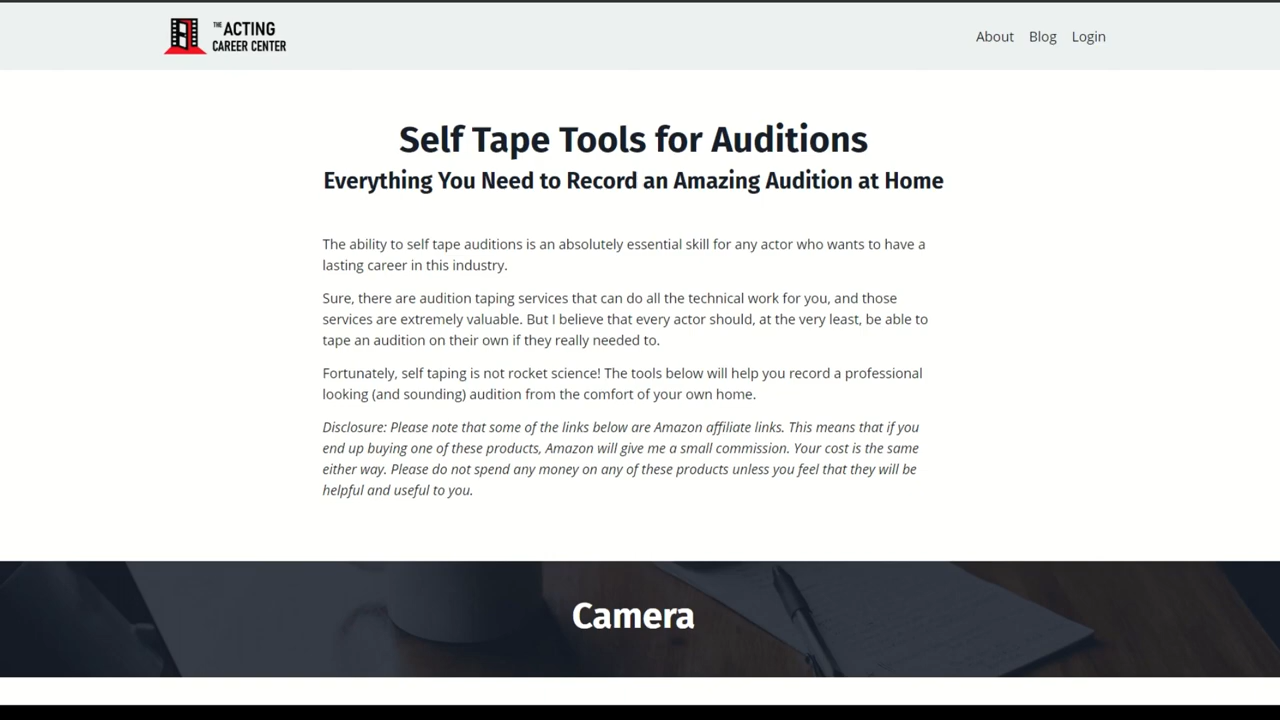 THE ACTING
CAREER CENTER
About Blog Login
Self Tape Tools for Auditions
Everything You Need to Record an Amazing Audition at Home
The ability to self tape auditions is an absolutely essential skill for any actor who wants to have a
lasting career in this industry.
Sure, there are audition taping services that can do all the technical work for you, and those
services are extremely valuable. But I believe that every actor should, at the very least, be able to
tape an audition on their own if they really needed to.
Fortunately, self taping is not rocket science! The tools below will help you record a professional
looking (and sounding) audition from the comfort of your own home.
Disclosure: Please note that some of the links below are Amazon affiliate links. This means that if you
end up buying one of these products, Amazon will give me a small commission. Your cost is the same
either way. Please do not spend any money on any of these products unless you feel that they will be
helpful and useful to you.
Camera